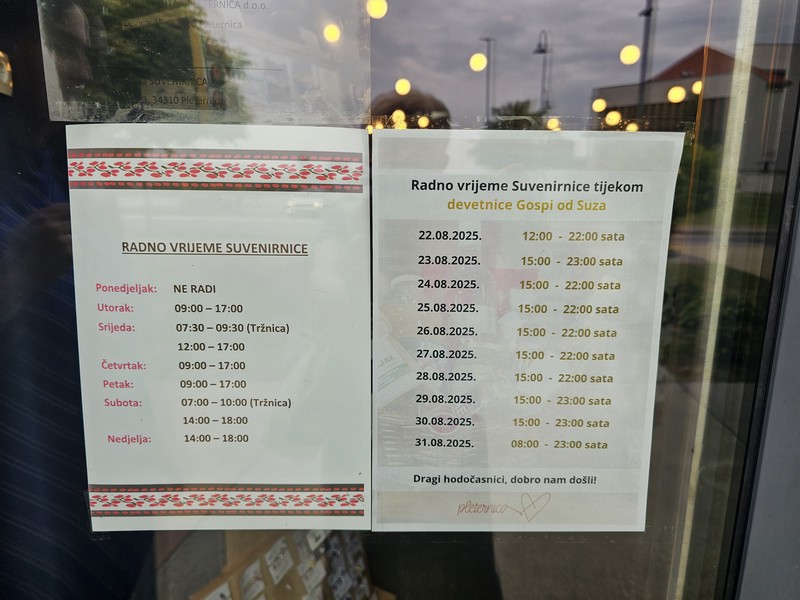 BRNICA d.o.o.
Pleternica
SUVENIRNICA
3, 34310 Pleternica
RADNO VRIJEME SUVENIRNICE
Ponedjeljak: NE RADI
Utorak: 09:00 – 17:00
Srijeda: 07:30 – 09:30 (Tržnica)
12:00 – 17:00
Četvrtak: 09:00 – 17:00
Petak: 09:00 – 17:00
Subota: 07:00 – 10:00 (Tržnica)
14:00 – 18:00
Nedjelja: 14:00 – 18:00
Radno vrijeme Suvenirnice tijekom
devetnice Gospi od Suza
22.08.2025. 12:00 - 22:00 sata
23.08.2025. 15:00 - 23:00 sata
24.08.2025. 15:00 - 22:00 sata
25.08.2025. 15:00 - 22:00 sata
26.08.2025. 15:00 - 22:00 sata
27.08.2025. 15:00 - 22:00 sata
28.08.2025. 15:00 - 22:00 sata
29.08.2025. 15:00 - 23:00 sata
30.08.2025. 15:00 - 23:00 sata
31.08.2025. 08:00 - 23:00 sata
Dragi hodočasnici, dobro nam došli!
pleternica